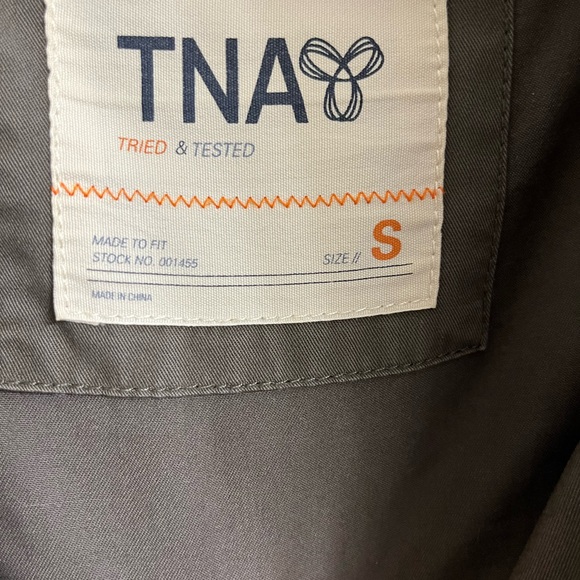 TNA
TRIED & TESTED
MADE TO FIT
STOCK NO. 001455
SIZE // S
MADE IN CHINA